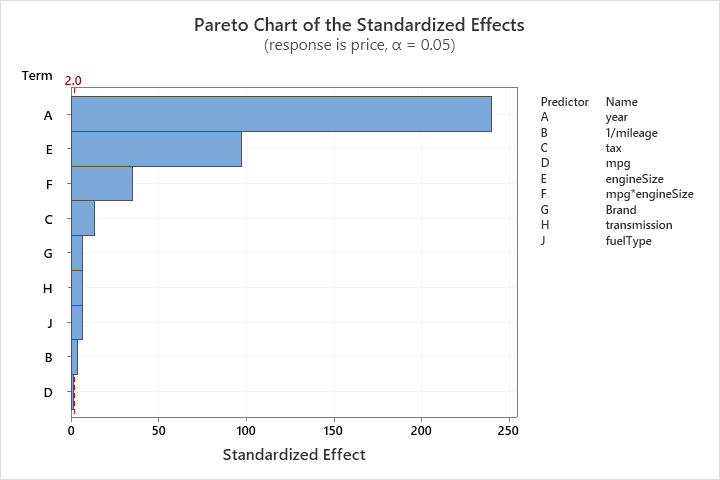 Pareto Chart of the Standardized Effects
(response is price, α = 0.05)
Term
2.0
A
E
F
C
G
H
J
B
D
0 50 100 150 200 250
Standardized Effect
Predictor Name
A year
B 1/mileage
C tax
D mpg
E engineSize
F mpg*engineSize
G Brand
H transmission
J fuelType